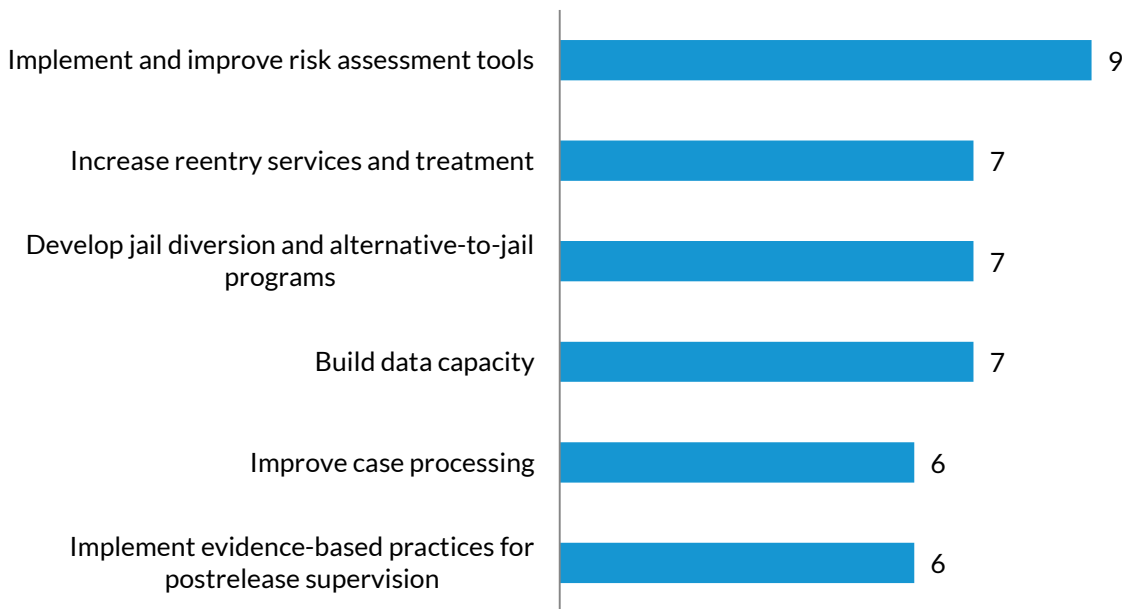 Implement and improve risk assessment tools 9
Increase reentry services and treatment 7
Develop jail diversion and alternative-to-jail
programs 7
Build data capacity 7
Improve case processing 6
Implement evidence-based practices for
postrelease supervision 6